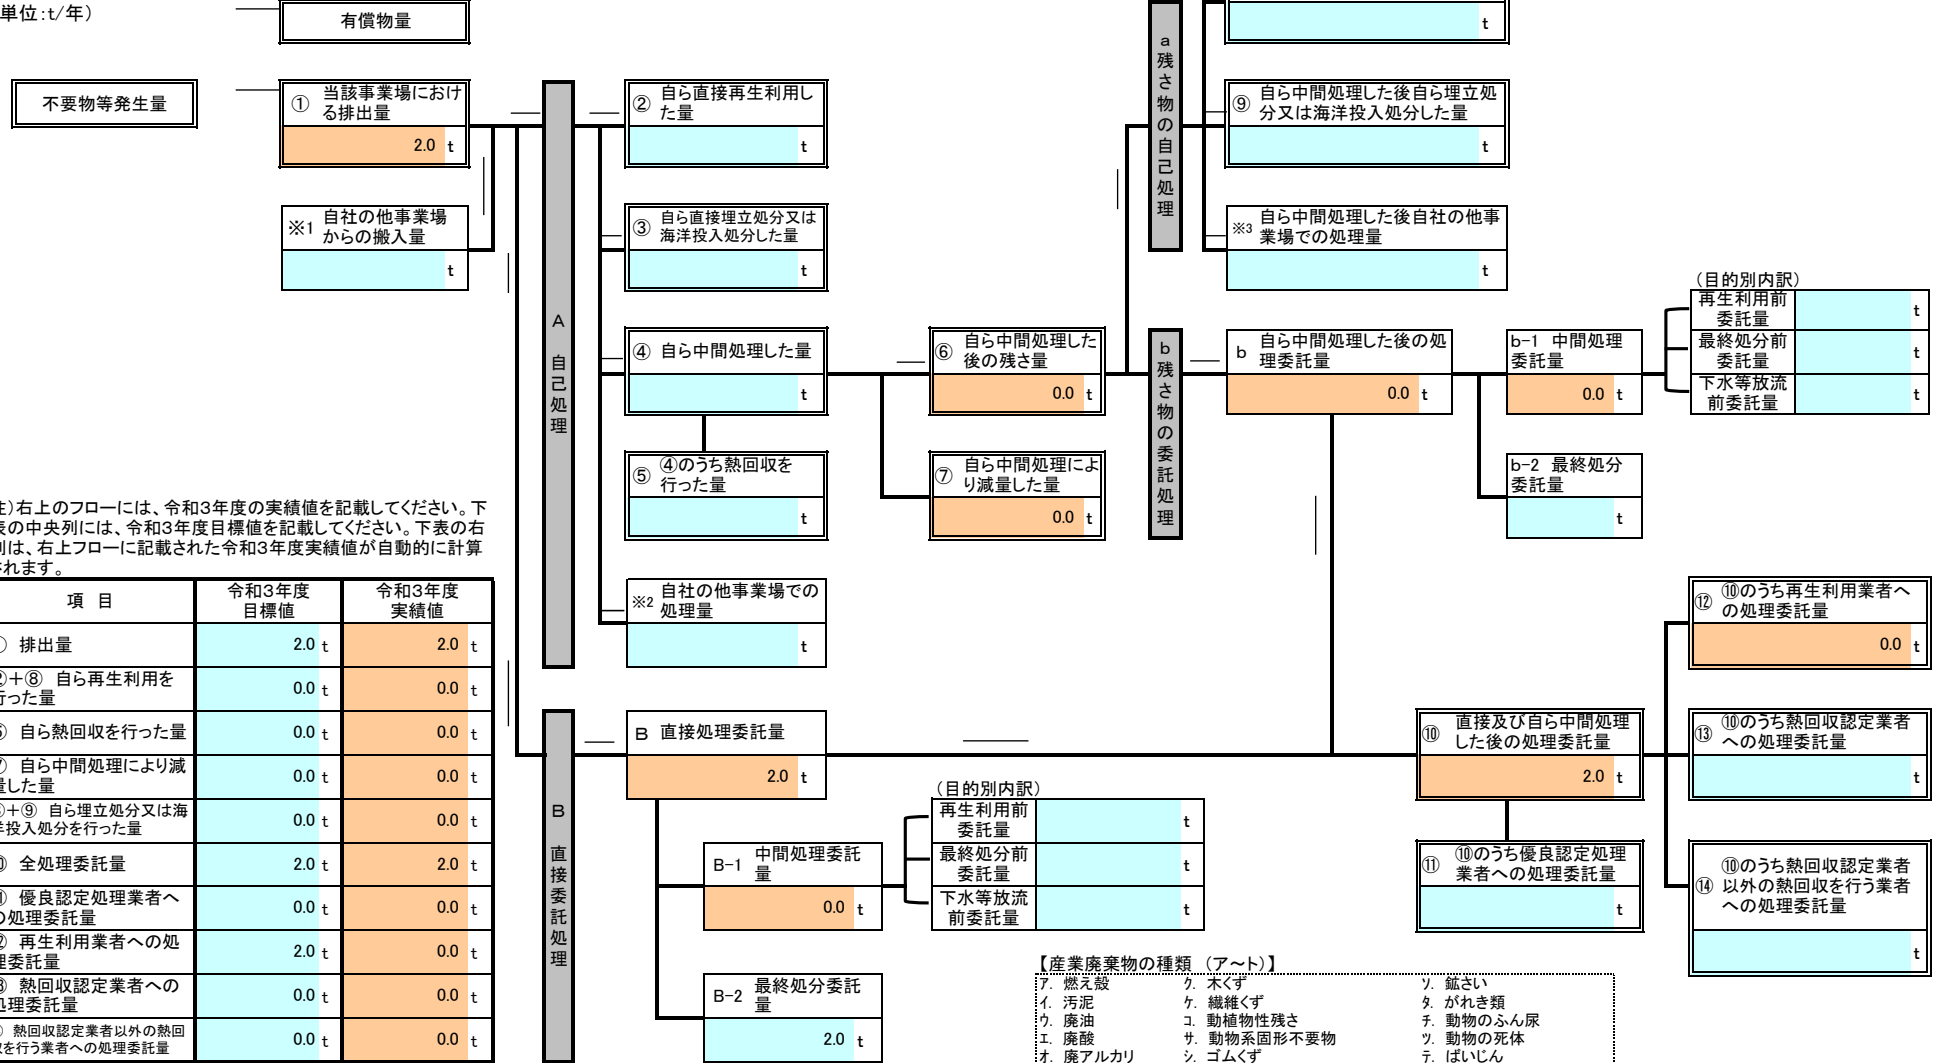 単位:t/年)
有償物量
不要物等発生量
① 当該事業場におけ
る排出量
2.0 t
※1 自社の他事業場
からの搬入量
t
A 自己処理
② 自ら直接再生利用し
た量
t
③ 自ら直接埋立処分又は
海洋投入処分した量
t
④ 自ら中間処理した量
t
⑤ ④のうち熱回収を
行った量
t
※2 自社の他事業場での
処理量
t
⑥ 自ら中間処理した
後の残さ量
0.0 t
⑦ 自ら中間処理によ
り減量した量
0.0 t
a 残さ物の自己処理
t
⑨ 自ら中間処理した後自ら埋立処
分又は海洋投入処分した量
t
※3 自ら中間処理した後自社の他事
業場での処理量
t
b 残さ物の委託処理
b 自ら中間処理した後の処
理委託量
0.0 t
b-1 中間処理
委託量
0.0 t
(目的別内訳)
再生利用前
委託量
t
最終処分前
委託量
t
下水等放流
前委託量
t
b-2 最終処分
委託量
t
)右上のフローには、令和3年度の実績値を記載してください。下
の中央列には、令和3年度目標値を記載してください。下表の右
は、右上フローに記載された令和3年度実績値が自動的に計算
れます。
項 目
令和3年度
目標値
令和3年度
実績値
排出量
2.0 t
2.0 t
+⑧ 自ら再生利用を
った量
0.0 t
0.0 t
自ら熱回収を行った量
0.0 t
0.0 t
自ら中間処理により減
した量
0.0 t
0.0 t
+⑨ 自ら埋立処分又は海
投入処分を行った量
0.0 t
0.0 t
全処理委託量
2.0 t
2.0 t
優良認定処理業者へ
の処理委託量
0.0 t
0.0 t
再生利用業者への処
理委託量
2.0 t
0.0 t
熱回収認定業者への
処理委託量
0.0 t
0.0 t
熱回収認定業者以外の熱回
を行う業者への処理委託量
0.0 t
0.0 t
B 直接委託処理
B 直接処理委託量
2.0 t
B-1 中間処理委託
量
0.0 t
(目的別内訳)
再生利用前
委託量
t
最終処分前
委託量
t
下水等放流
前委託量
t
B-2 最終処分委託
量
2.0 t
⑩ 直接及び自ら中間処理
した後の処理委託量
2.0 t
⑪ ⑩のうち優良認定処理
業者への処理委託量
t
⑫ ⑩のうち再生利用業者へ
の処理委託量
0.0 t
⑬ ⑩のうち熱回収認定業者
への処理委託量
t
⑭ ⑩のうち熱回収認定業者
以外の熱回収を行う業者
への処理委託量
t
【産業廃棄物の種類 (ア~ト)】
ア. 燃え殻 ク. 木くず ソ. 鉱さい
イ. 汚泥 ケ. 繊維くず タ. がれき類
ウ. 廃油 コ. 動植物性残さ チ. 動物のふん尿
エ. 廃酸 サ. 動物系固形不要物 ツ. 動物の死体
オ. 廃アルカリ シ. ゴムくず テ. ばいじん